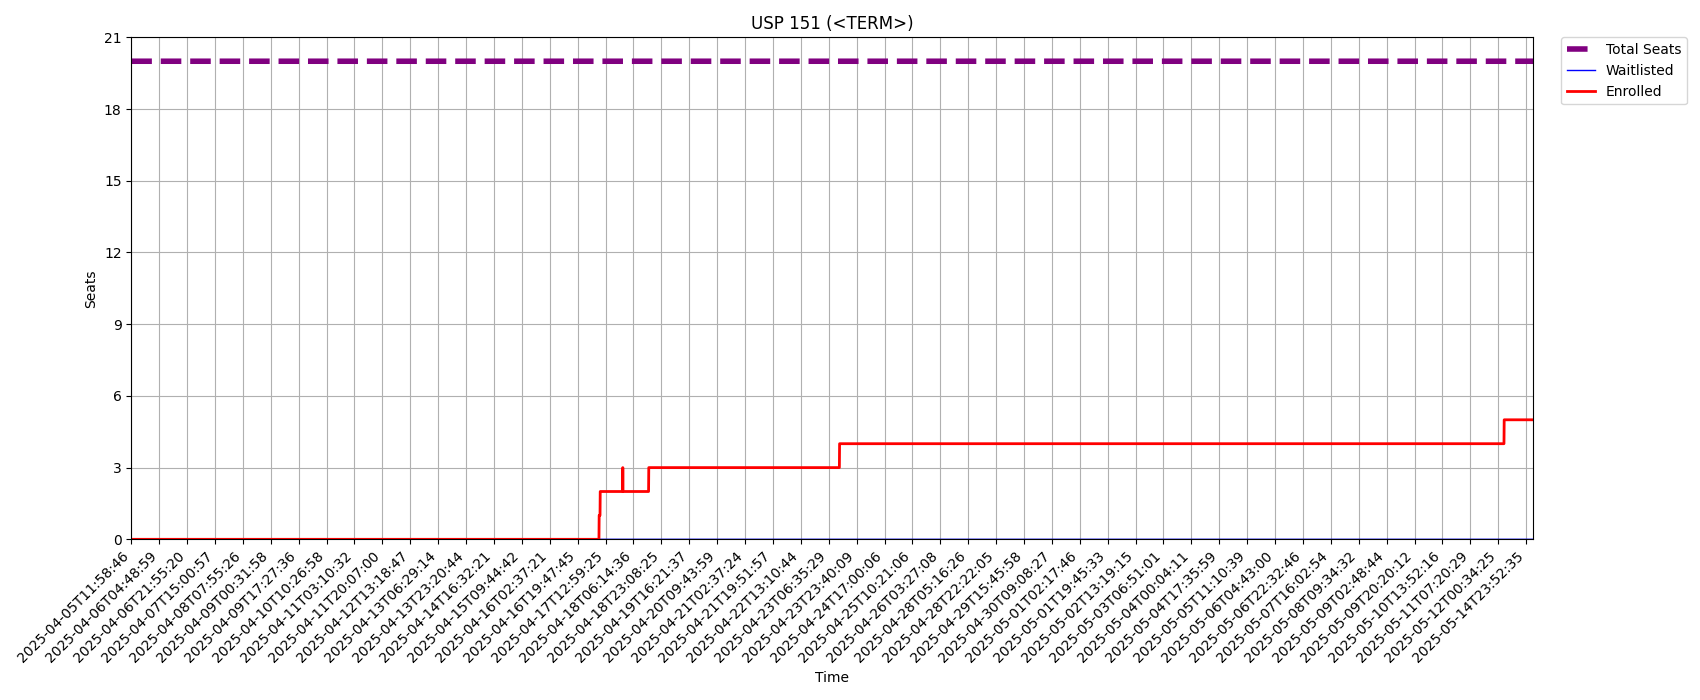 USP 151 (<TERM>)
Total Seats
Waitlisted
Enrolled
21
18
15
12
9
6
3
0
Seats
2025-04-05T11:58:46
2025-04-06T04:48:59
2025-04-06T21:55:20
2025-04-07T15:00:57
2025-04-08T07:55:26
2025-04-09T00:31:58
2025-04-09T17:27:36
2025-04-10T10:26:58
2025-04-11T03:10:32
2025-04-11T20:07:00
2025-04-12T13:18:47
2025-04-13T06:29:14
2025-04-13T23:20:44
2025-04-14T16:32:21
2025-04-15T09:44:42
2025-04-16T02:37:21
2025-04-16T19:47:45
2025-04-17T12:59:25
2025-04-18T06:14:36
2025-04-18T23:08:25
2025-04-19T16:21:37
2025-04-20T09:43:59
2025-04-21T02:37:24
2025-04-21T19:51:57
2025-04-22T13:10:44
2025-04-23T06:35:29
2025-04-23T23:40:09
2025-04-24T17:00:06
2025-04-25T10:21:06
2025-04-26T03:27:08
2025-04-28T05:16:26
2025-04-28T22:22:05
2025-04-29T15:45:58
2025-04-30T09:08:27
2025-05-01T02:17:46
2025-05-01T19:45:33
2025-05-02T13:19:15
2025-05-03T06:51:01
2025-05-04T00:04:11
2025-05-04T17:35:59
2025-05-05T11:10:39
2025-05-06T04:43:00
2025-05-06T22:32:46
2025-05-07T16:02:54
2025-05-08T09:34:32
2025-05-09T02:48:44
2025-05-09T20:20:12
2025-05-10T13:52:16
2025-05-11T07:20:29
2025-05-12T00:34:25
2025-05-14T23:52:35
Time